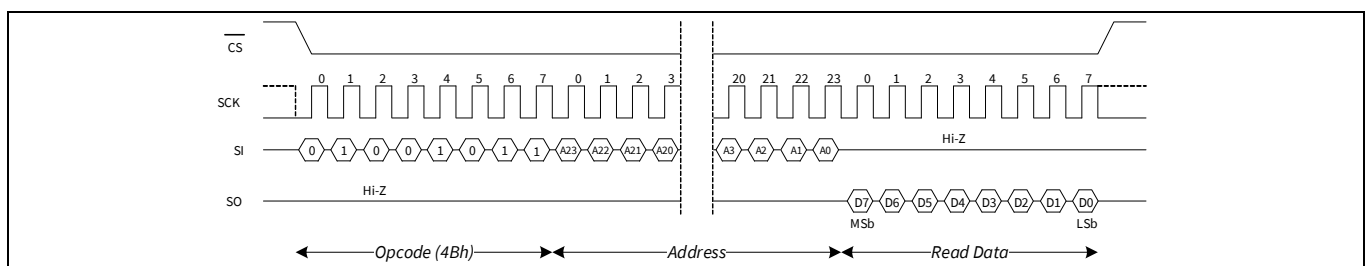 CS
0 1 2 3 4 5 6 7 0 1 2 3 20 21 22 23 0 1 2 3 4 5 6 7
SCK
Hi-Z
SI 0 1 0 0 1 0 1 1 A23 A22 A21 A20 A3 A2 A1 A0
Hi-Z
SO D7 D6 D5 D4 D3 D2 D1 D0
MSb LSb
Opcode (4Bh) Address Read Data